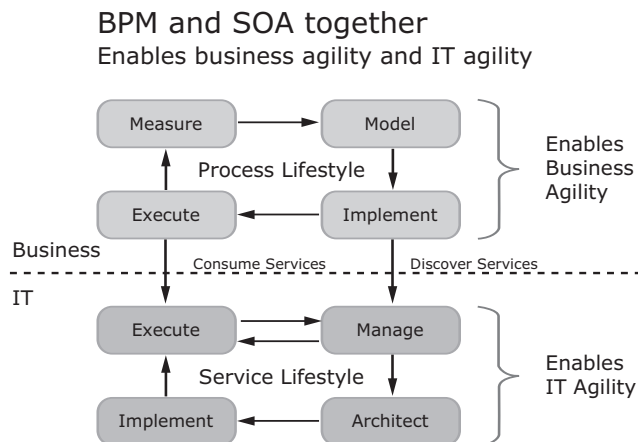 BPM and SOA together
Enables business agility and IT agility
Measure
Model
Process Lifestyle
Enables
Business
Agility
Execute
Implement
Business
Consume Services
Discover Services
IT
Execute
Manage
Service Lifestyle
Enables
IT Agility
Implement
Architect